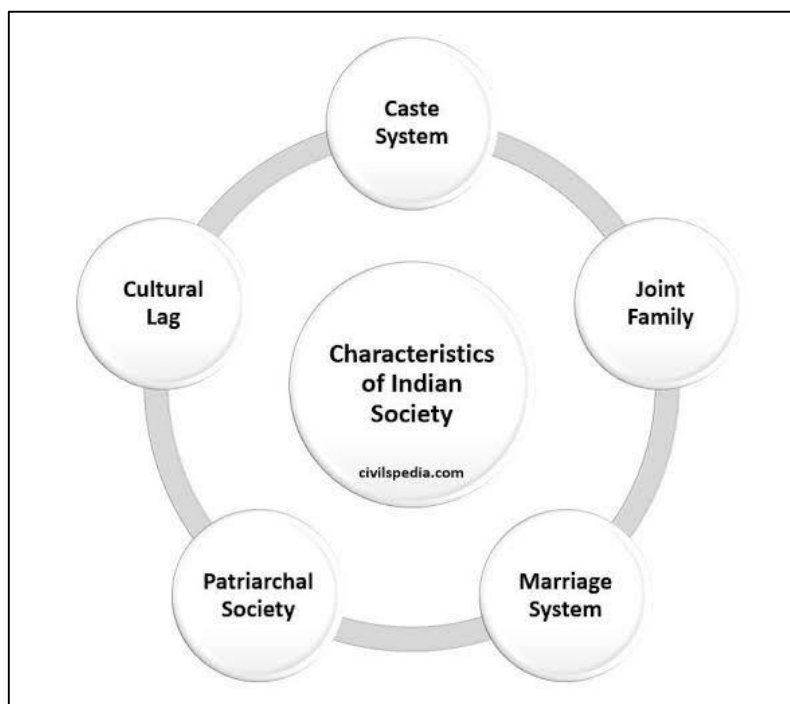 Caste
System
Cultural
Lag
Joint
Family
Characteristics
of Indian
Society
civilspedia.com
Patriarchal
Society
Marriage
System